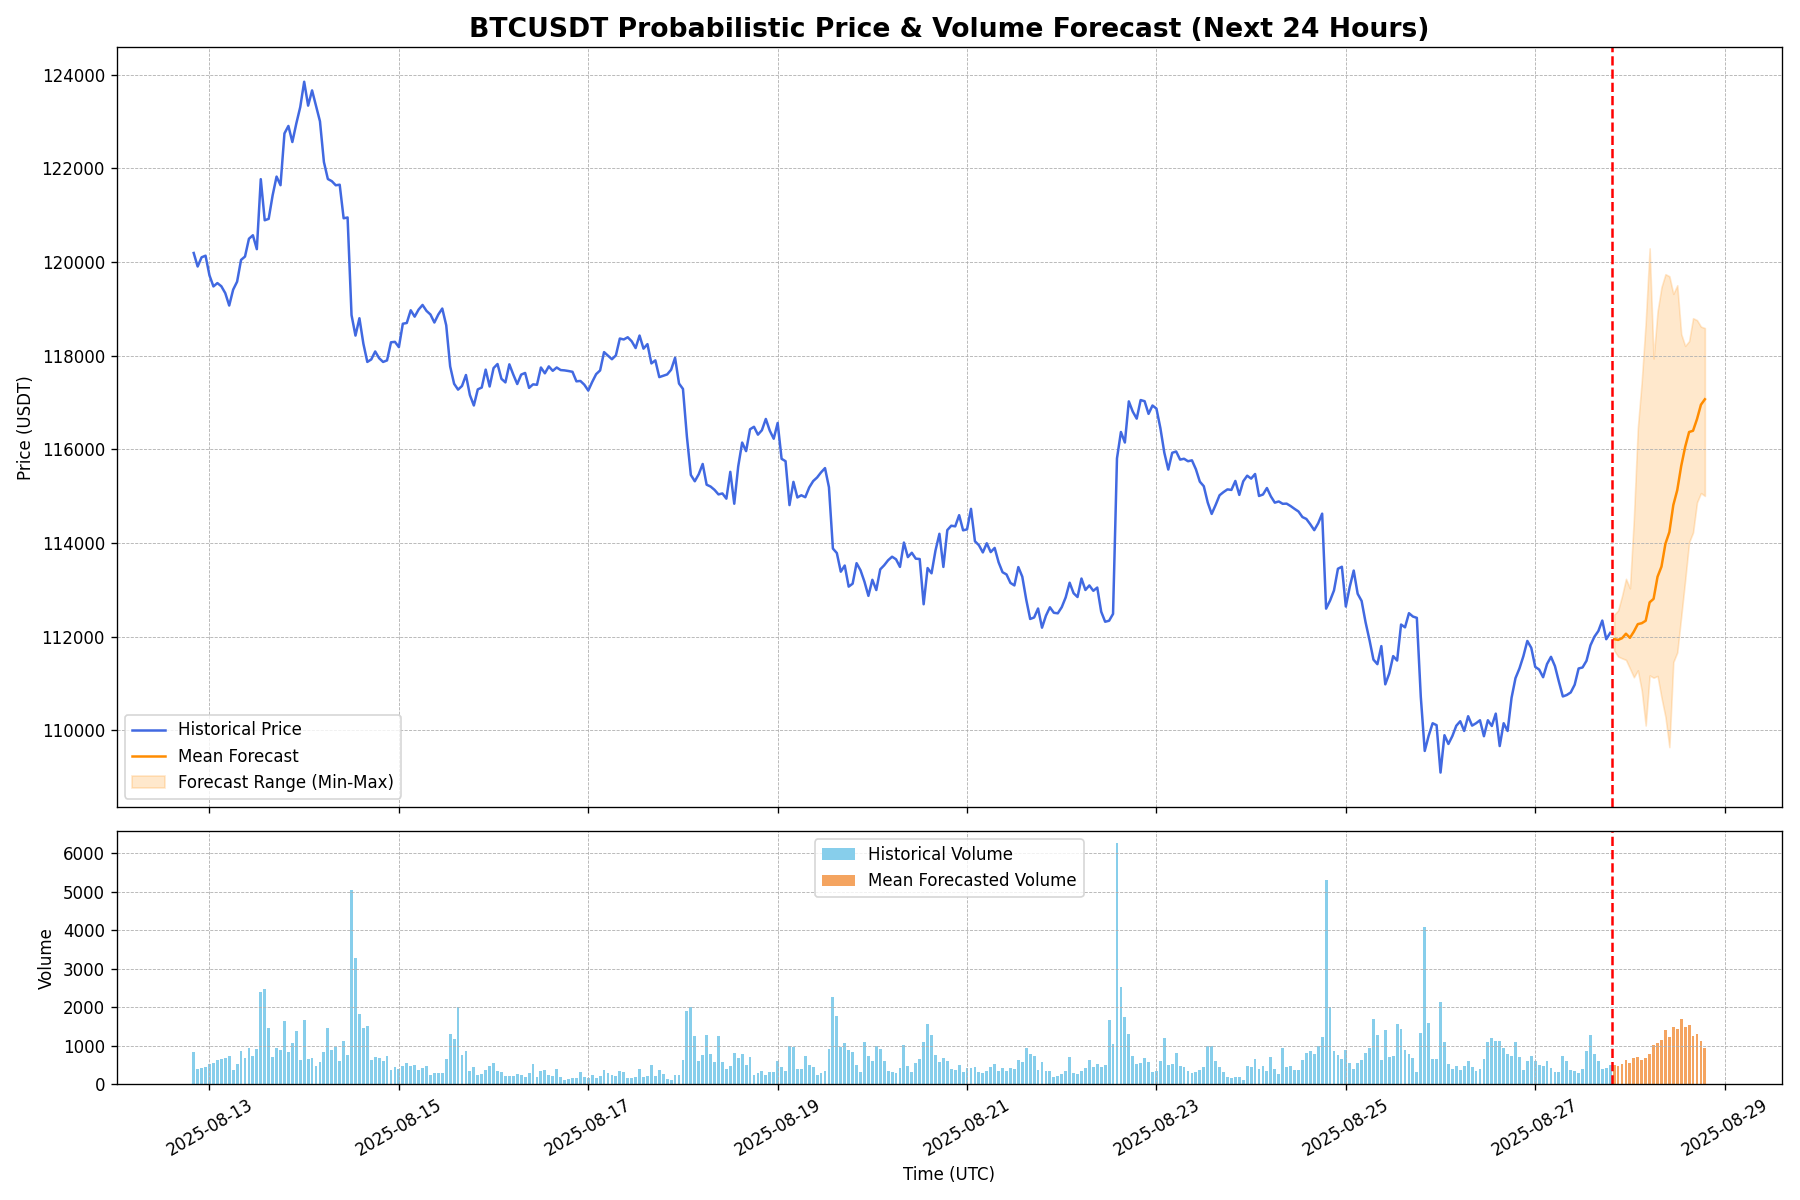 BTCUSDT Probabilistic Price & Volume Forecast (Next 24 Hours)
124000
122000
120000
118000
116000
114000
112000
110000
Price (USDT)
Historical Price
Mean Forecast
Forecast Range (Min-Max)
6000
5000
4000
3000
2000
1000
0
Volume
Historical Volume
Mean Forecasted Volume
2025-08-13
2025-08-15
2025-08-17
2025-08-19
2025-08-21
2025-08-23
2025-08-25
2025-08-27
2025-08-29
Time (UTC)